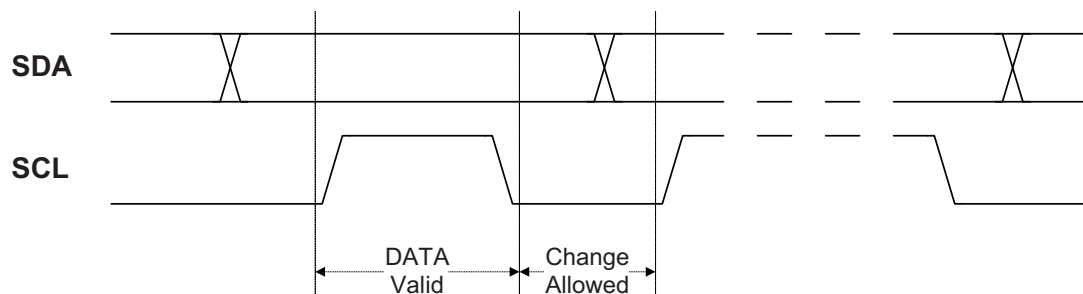 SDA
SCL
DATA
Valid
Change
Allowed